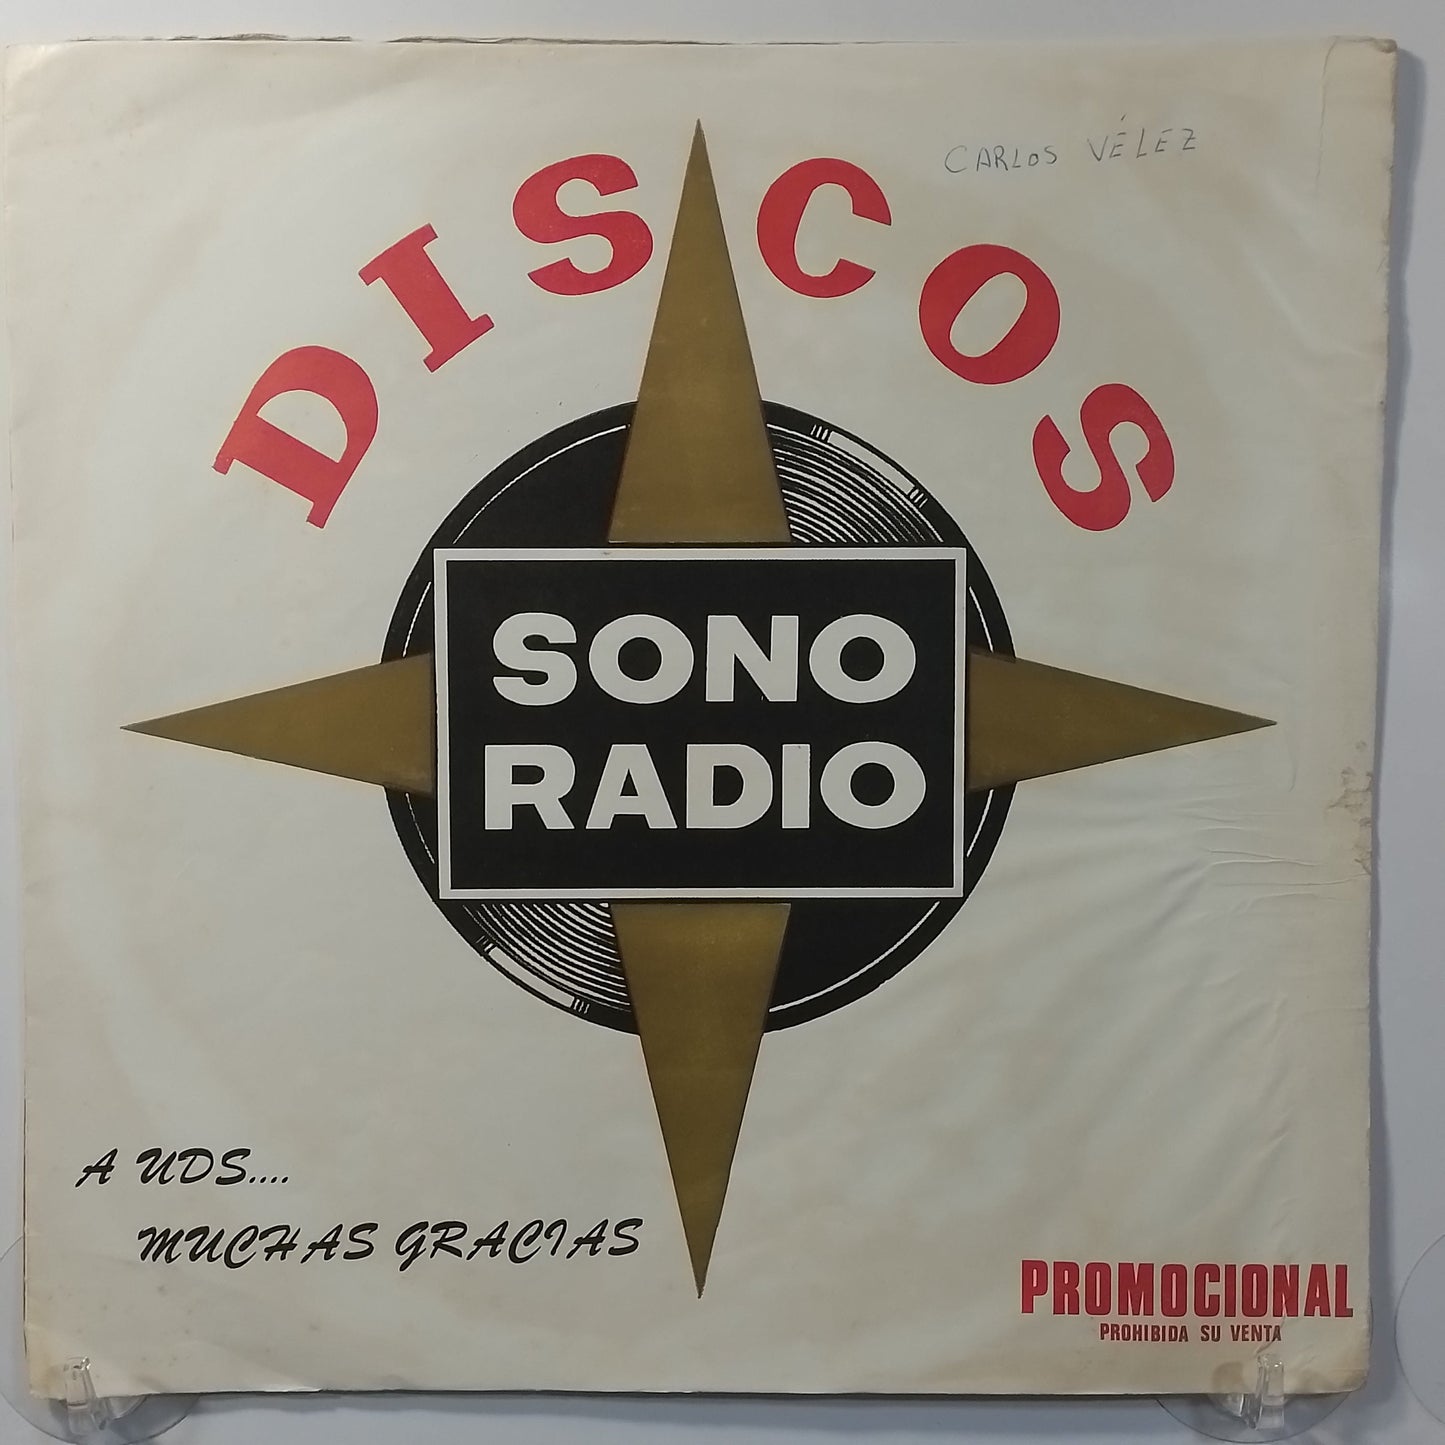 CARLOS VÉLEZ
DISCOS
SONO
RADIO
A UDS....
MUCHAS GRACIAS
PROMOCIONAL
PROHIBIDA SU VENTA